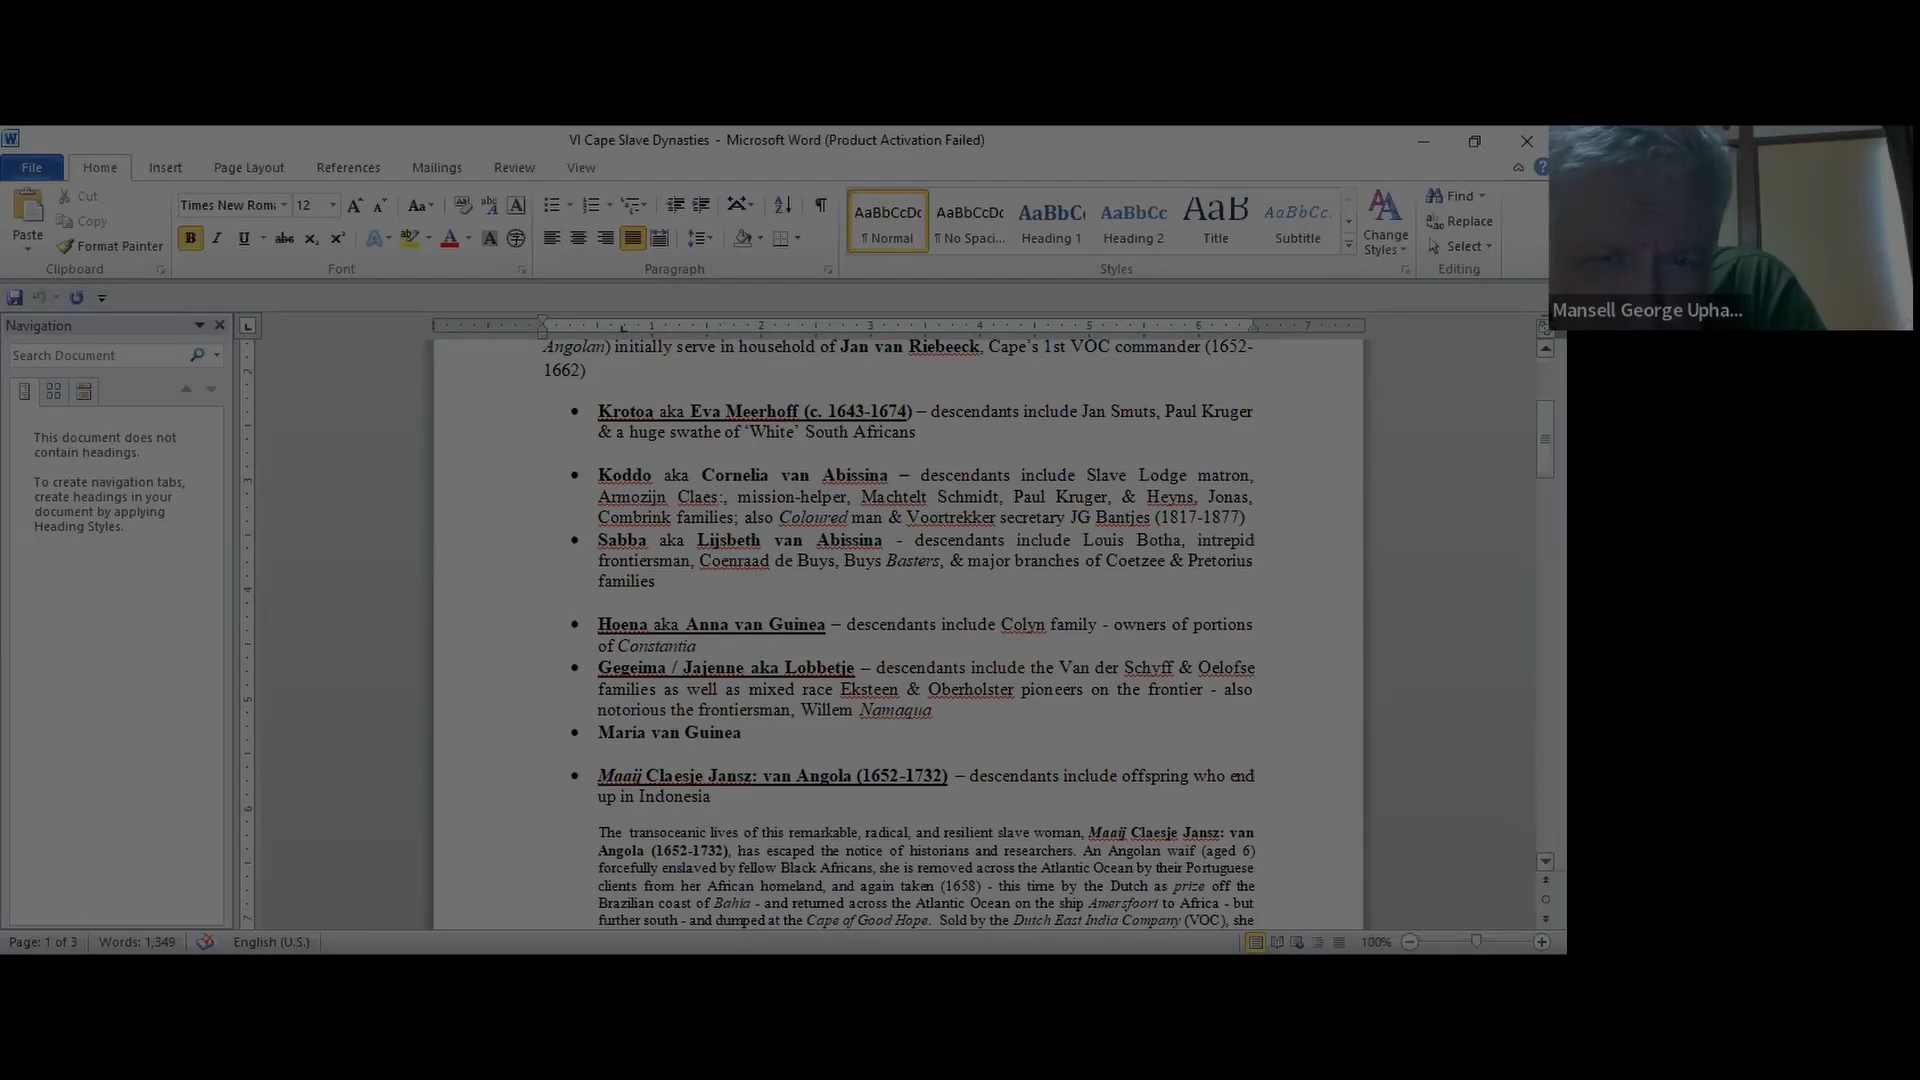 VI Cape Slave Dynasties - Microsoft Word (Product Activation Failed)
File Home Insert Page Layout References Mailings Review View
Paste
Cut
Copy
Format Painter
Clipboard
Times New Rom: 12
Font
Paragraph
AaBbCcDc AaBbCcDc AaBbC AaBbCc AaB AaBbCc.
¶ Normal ¶ No Spaci... Heading 1 Heading 2 Title Subtitle
Styles
Change
Styles
Find
Replace
Select
Editing
Mansell George Upha...
Navigation
Search Document
This document does not
contain headings.
To create navigation tabs,
create headings in your
document by applying
Heading Styles.
Angolan) initially serve in household of Jan van Riebeeck, Cape’s 1st VOC commander (1652-
1662)
• Krotoa aka Eva Meerhoff (c. 1643-1674) – descendants include Jan Smuts, Paul Kruger
& a huge swathe of ‘White’ South Africans
• Koddo aka Cornelia van Abissina – descendants include Slave Lodge matron,
Armozijn Claes:, mission-helper, Machtelt Schmidt, Paul Kruger, & Heyns, Jonas,
Combrink families; also Coloured man & Voortrekker secretary JG Bantjes (1817-1877)
• Sabba aka Lijsbeth van Abissina - descendants include Louis Botha, intrepid
frontiersman, Coenraad de Buys, Buys Basters, & major branches of Coetzee & Pretorius
families
• Hoena aka Anna van Guinea – descendants include Colyn family - owners of portions
of Constantia
• Gegeima / Jajenne aka Lobbetje – descendants include the Van der Schyff & Oelofse
families as well as mixed race Eksteen & Oberholster pioneers on the frontier - also
notorious the frontiersman, Willem Namaqua
• Maria van Guinea
• Maaij Claesje Jansz: van Angola (1652-1732) – descendants include offspring who end
up in Indonesia
The transoceanic lives of this remarkable, radical, and resilient slave woman, Maaij Claesje Jansz: van
Angola (1652-1732), has escaped the notice of historians and researchers. An Angolan waif (aged 6)
forcefully enslaved by fellow Black Africans, she is removed across the Atlantic Ocean by their Portuguese
clients from her African homeland, and again taken (1658) - this time by the Dutch as prize off the
Brazilian coast of Bahia - and returned across the Atlantic Ocean on the ship Amersfoort to Africa - but
further south - and dumped at the Cape of Good Hope. Sold by the Dutch East India Company (VOC), she
Page: 1 of 3 Words: 1,349 English (U.S.) 100%